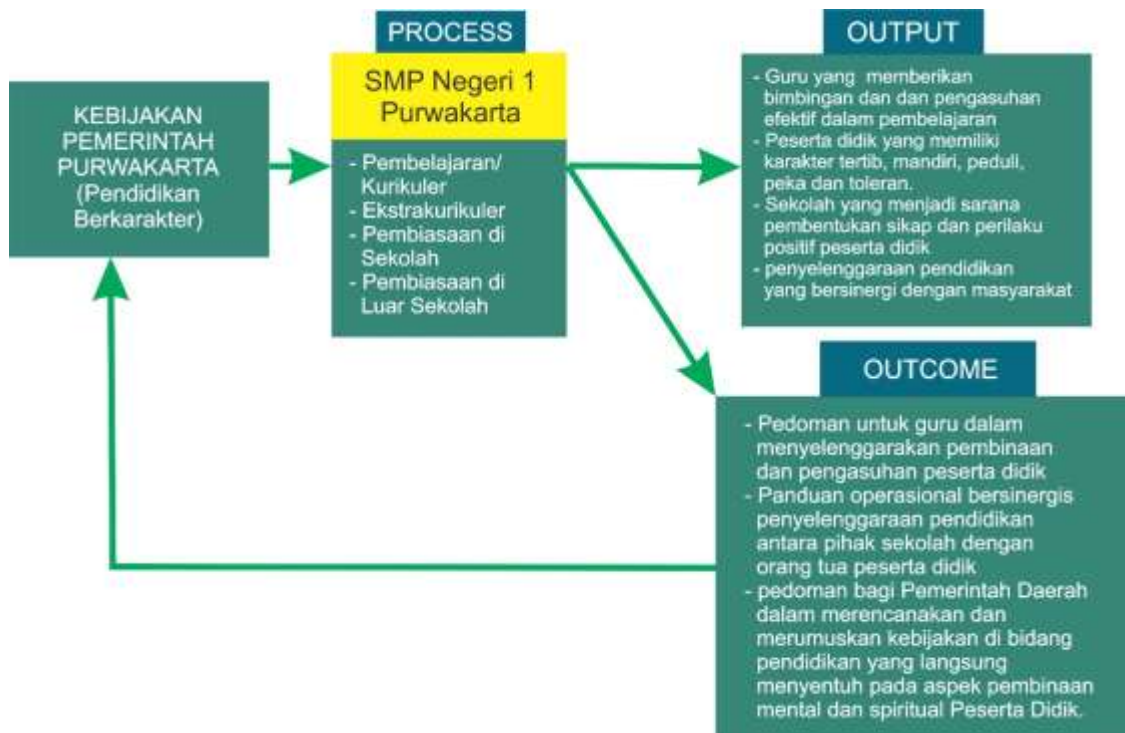 KEBIJAKAN
PEMERINTAH
PURWAKARTA
(Pendidikan
Berkarakter)
PROCESS
SMP Negeri 1
Purwakarta
- Pembelajaran/
Kurikuler
- Ekstrakurikuler
- Pembiasaan di
Sekolah
- Pembiasaan di
Luar Sekolah
OUTPUT
- Guru yang memberikan
bimbingan dan dan pengasuhan
efektif dalam pembelajaran
- Peserta didik yang memiliki
karakter tertib, mandiri, peduli,
peka dan toleran.
- Sekolah yang menjadi sarana
pembentukan sikap dan perilaku
positif peserta didik
- penyelenggaraan pendidikan
yang bersinergi dengan masyarakat
OUTCOME
- Pedoman untuk guru dalam
menyelenggarakan pembinaan
dan pengasuhan peserta didik
- Panduan operasional bersinergis
penyelenggaraan pendidikan
antara pihak sekolah dengan
orang tua peserta didik
- pedoman bagi Pemerintah Daerah
dalam merencanakan dan
merumuskan kebijakan di bidang
pendidikan yang langsung
menyentuh pada aspek pembinaan
mental dan spiritual Peserta Didik.